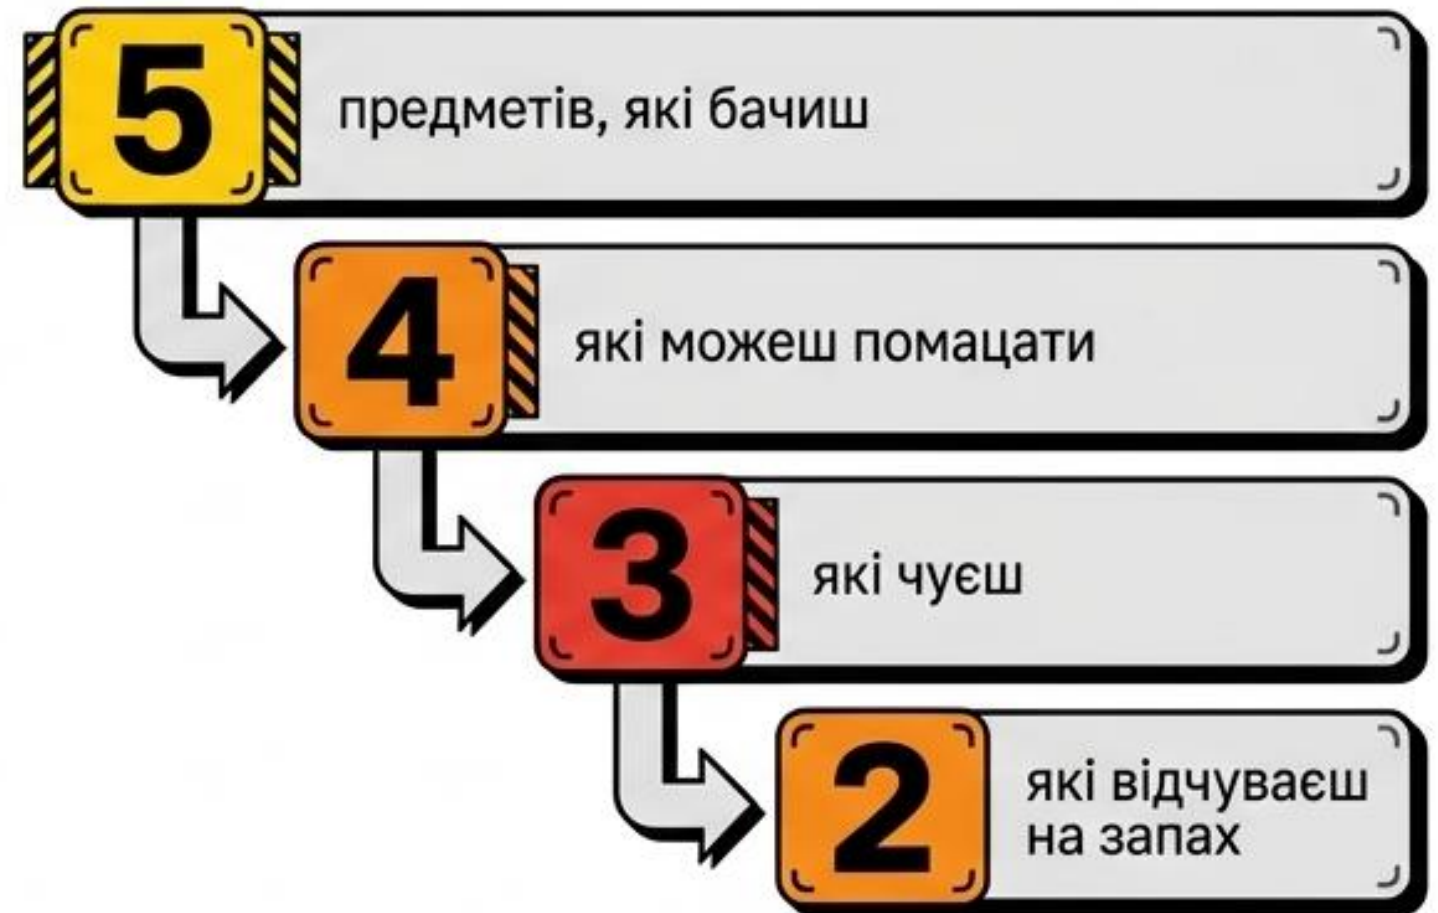 5
предметів, які бачиш
4
які можеш помацати
3
які чуєш
2
які відчуваєш
на запах